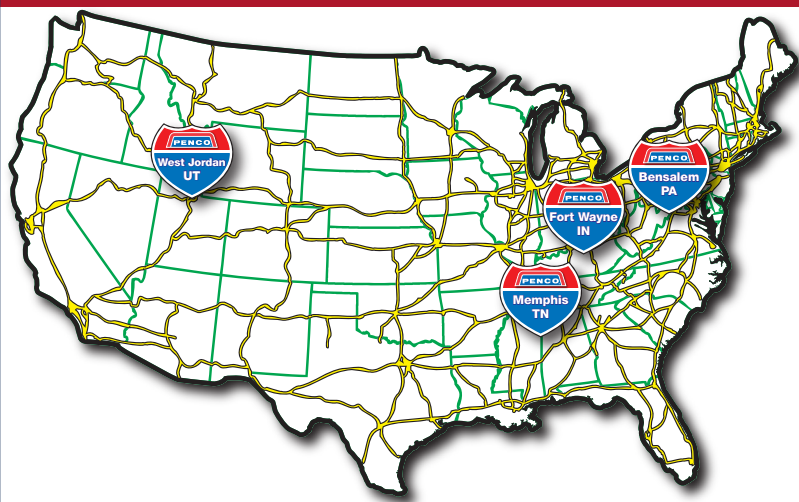 PENCO
West Jordan
UT
PENCO
Bensalem
PA
PENCO
Fort Wayne
IN
PENCO
Memphis
TN